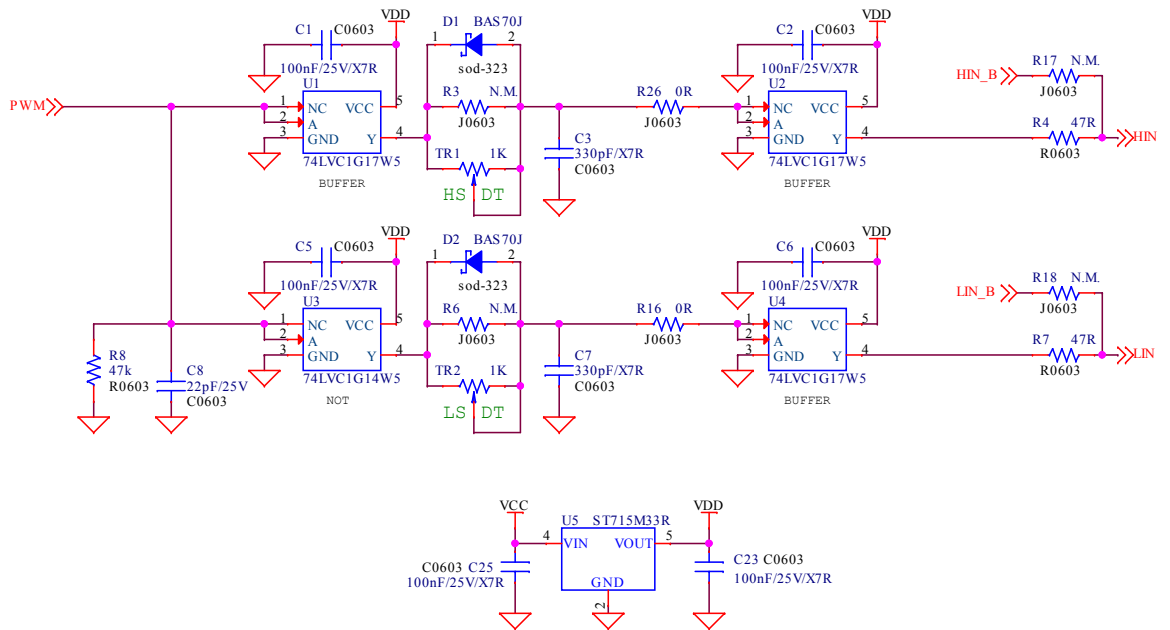 VDD
C1 C0603
100nF/25V/X7R
U1
PWM
1 NC VCC 5
2 A
3 GND Y 4
74LVC1G17W5
BUFFER
D1 BAS70J
1 2
sod-323
R3 N.M.
J0603
TR1 1K
HS DT
C3
330pF/X7R
C0603
R26 0R
J0603
VDD
C2 C0603
100nF/25V/X7R
U2
1 NC VCC 5
2 A
3 GND Y 4
74LVC1G17W5
BUFFER
HIN_B
R17 N.M.
J0603
R4 47R
R0603
HIN
VDD
C5 C0603
100nF/25V/X7R
U3
1 NC VCC 5
2 A
3 GND Y 4
74LVC1G14W5
NOT
R8
47k
R0603
C8
22pF/25V
C0603
D2 BAS70J
1 2
sod-323
R6 N.M.
J0603
TR2 1K
LS DT
C7
330pF/X7R
C0603
R16 0R
J0603
VDD
C6 C0603
100nF/25V/X7R
U4
1 NC VCC 5
2 A
3 GND Y 4
74LVC1G17W5
BUFFER
LIN_B
R18 N.M.
J0603
R7 47R
R0603
LIN
VCC
VDD
U5 ST715M33R
4 VIN VOUT 5
GND
2
C0603 C25
100nF/25V/X7R
C23 C0603
100nF/25V/X7R